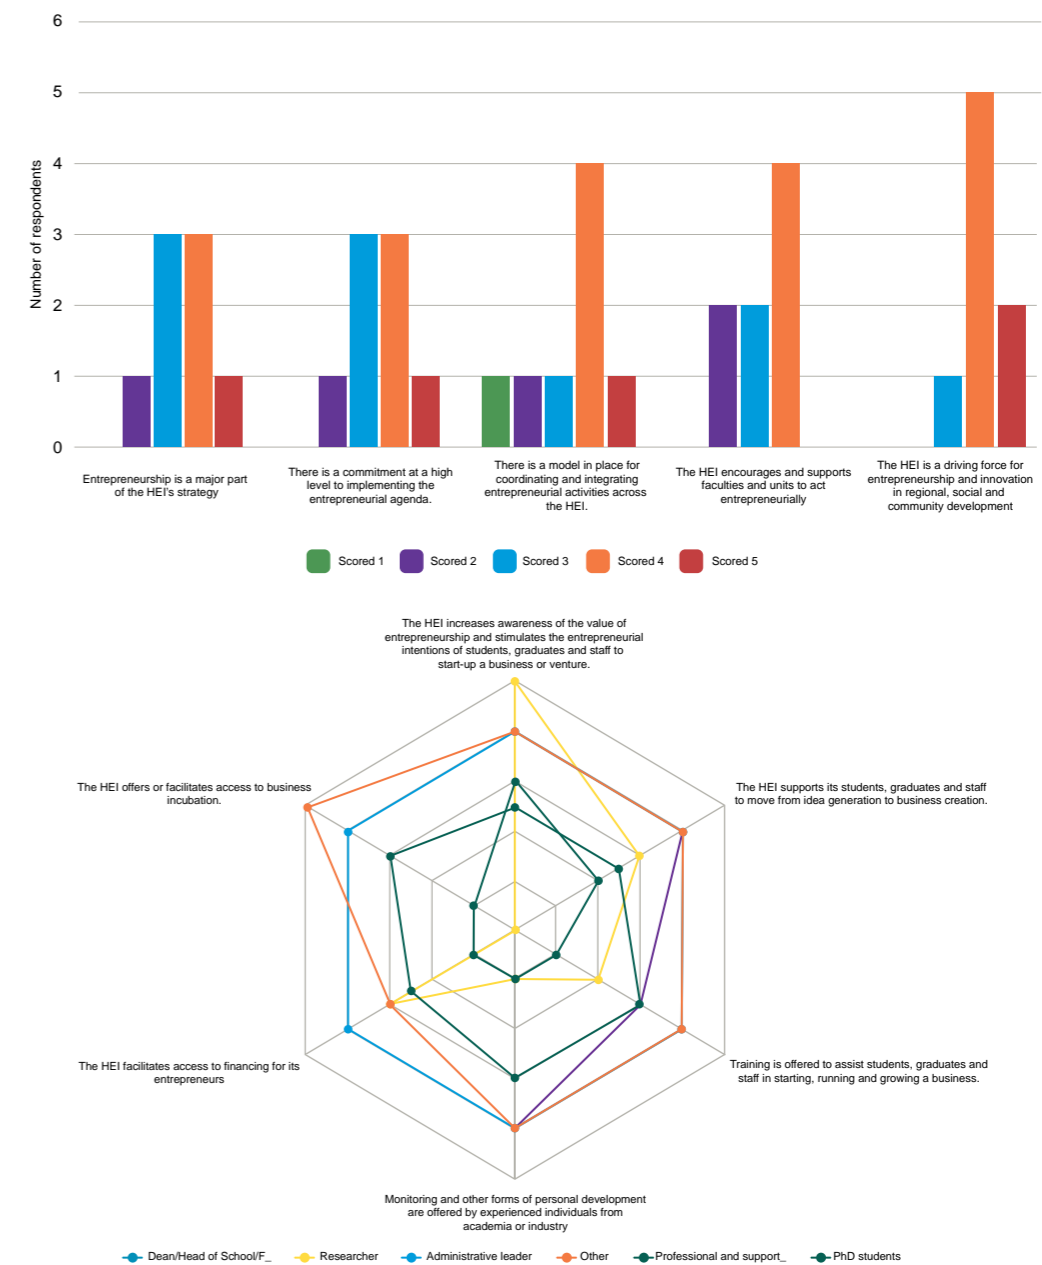 6
5
4
3
2
1
0
Number of respondents
Entrepreneurship is a major part
of the HEI's strategy
There is a commitment at a high
level to implementing the
entrepreneurial agenda.
There is a model in place for
coordinating and integrating
entrepreneurial activities across
the HEI.
The HEI encourages and supports
faculties and units to act
entrepreneurially
The HEI is a driving force for
entrepreneurship and innovation
in regional, social and
community development
Scored 1
Scored 2
Scored 3
Scored 4
Scored 5
The HEI increases awareness of the value of
entrepreneurship and stimulates the entrepreneurial
intentions of students, graduates and staff to
start-up a business or venture.
The HEI offers or facilitates access to business
incubation.
The HEI supports its students, graduates and staff
to move from idea generation to business creation.
The HEI facilitates access to financing for its
entrepreneurs
Training is offered to assist students, graduates and
staff in starting, running and growing a business.
Monitoring and other forms of personal development
are offered by experienced individuals from
academia or industry
Dean/Head of School/F_
Researcher
Administrative leader
Other
Professional and support_
PhD students